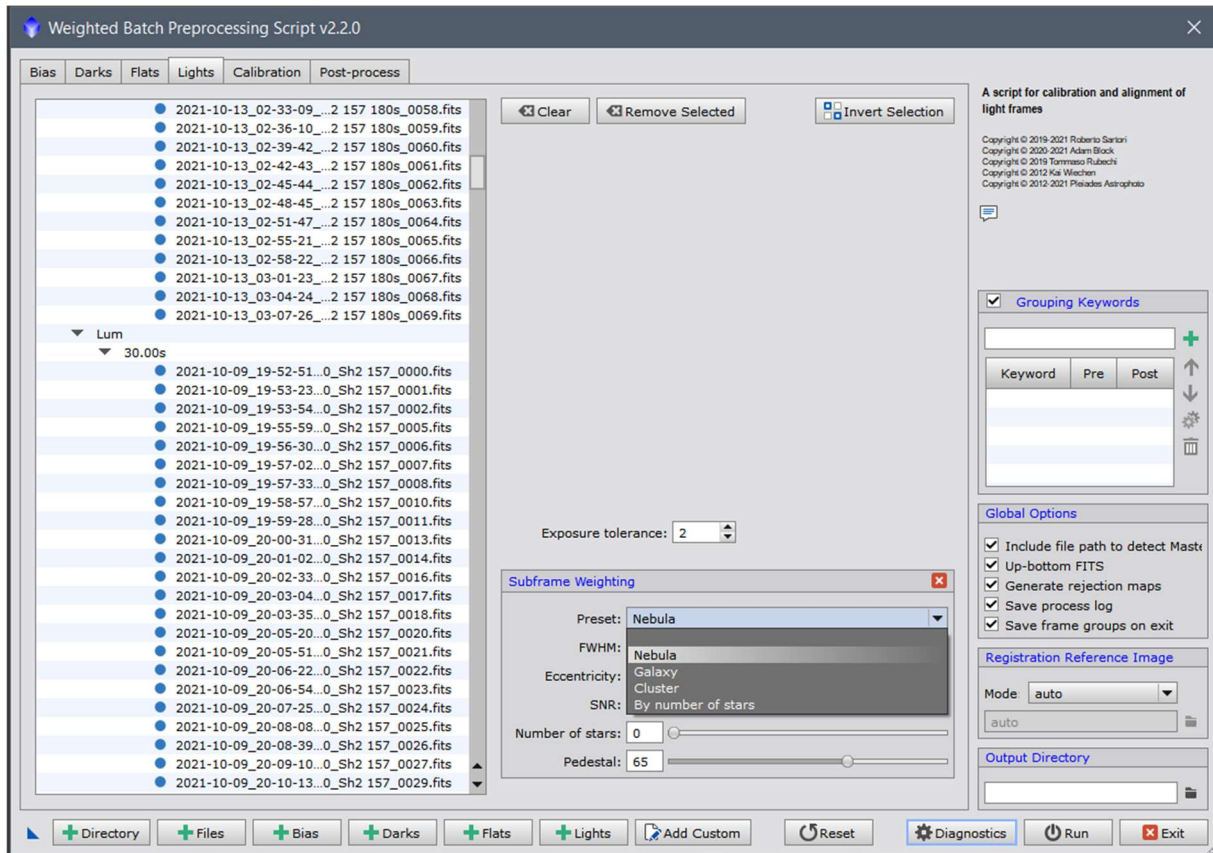 Weighted Batch Preprocessing Script v2.2.0
Bias Darks Flats Lights Calibration Post-process
2021-10-13_02-33-09_...2 157 180s_0058.fits
2021-10-13_02-36-10_...2 157 180s_0059.fits
2021-10-13_02-39-42_...2 157 180s_0060.fits
2021-10-13_02-42-43_...2 157 180s_0061.fits
2021-10-13_02-45-44_...2 157 180s_0062.fits
2021-10-13_02-48-45_...2 157 180s_0063.fits
2021-10-13_02-51-47_...2 157 180s_0064.fits
2021-10-13_02-55-21_...2 157 180s_0065.fits
2021-10-13_02-58-22_...2 157 180s_0066.fits
2021-10-13_03-01-23_...2 157 180s_0067.fits
2021-10-13_03-04-24_...2 157 180s_0068.fits
2021-10-13_03-07-26_...2 157 180s_0069.fits
Lum
30.00s
2021-10-09_19-52-51...0_Sh2 157_0000.fits
2021-10-09_19-53-23...0_Sh2 157_0001.fits
2021-10-09_19-53-54...0_Sh2 157_0002.fits
2021-10-09_19-55-59...0_Sh2 157_0005.fits
2021-10-09_19-56-30...0_Sh2 157_0006.fits
2021-10-09_19-57-02...0_Sh2 157_0007.fits
2021-10-09_19-57-33...0_Sh2 157_0008.fits
2021-10-09_19-58-57...0_Sh2 157_0010.fits
2021-10-09_19-59-28...0_Sh2 157_0011.fits
2021-10-09_20-00-31...0_Sh2 157_0013.fits
2021-10-09_20-01-02...0_Sh2 157_0014.fits
2021-10-09_20-02-33...0_Sh2 157_0016.fits
2021-10-09_20-03-04...0_Sh2 157_0017.fits
2021-10-09_20-03-35...0_Sh2 157_0018.fits
2021-10-09_20-05-20...0_Sh2 157_0020.fits
2021-10-09_20-05-51...0_Sh2 157_0021.fits
2021-10-09_20-06-22...0_Sh2 157_0022.fits
2021-10-09_20-06-54...0_Sh2 157_0023.fits
2021-10-09_20-07-25...0_Sh2 157_0024.fits
2021-10-09_20-08-08...0_Sh2 157_0025.fits
2021-10-09_20-08-39...0_Sh2 157_0026.fits
2021-10-09_20-09-10...0_Sh2 157_0027.fits
2021-10-09_20-10-13...0_Sh2 157_0029.fits
Clear Remove Selected Invert Selection
Exposure tolerance: 2
Subframe Weighting
Preset: Nebula
FWHM:
Nebula
Galaxy
Eccentricity:
Cluster
SNR:
By number of stars
Number of stars: 0
Pedestal: 65
A script for calibration and alignment of
light frames
Copyright © 2019-2021 Roberto Sartori
Copyright © 2020-2021 Adam Block
Copyright © 2019 Tommaso Rubechi
Copyright © 2012 Kai Wiechen
Copyright © 2012-2021 Pleiades Astrophoto
Grouping Keywords
Keyword Pre Post
Global Options
Include file path to detect Maste
Up-bottom FITS
Generate rejection maps
Save process log
Save frame groups on exit
Registration Reference Image
Mode: auto
auto
Output Directory
Directory Files Bias Darks Flats Lights Add Custom Reset Diagnostics Run Exit